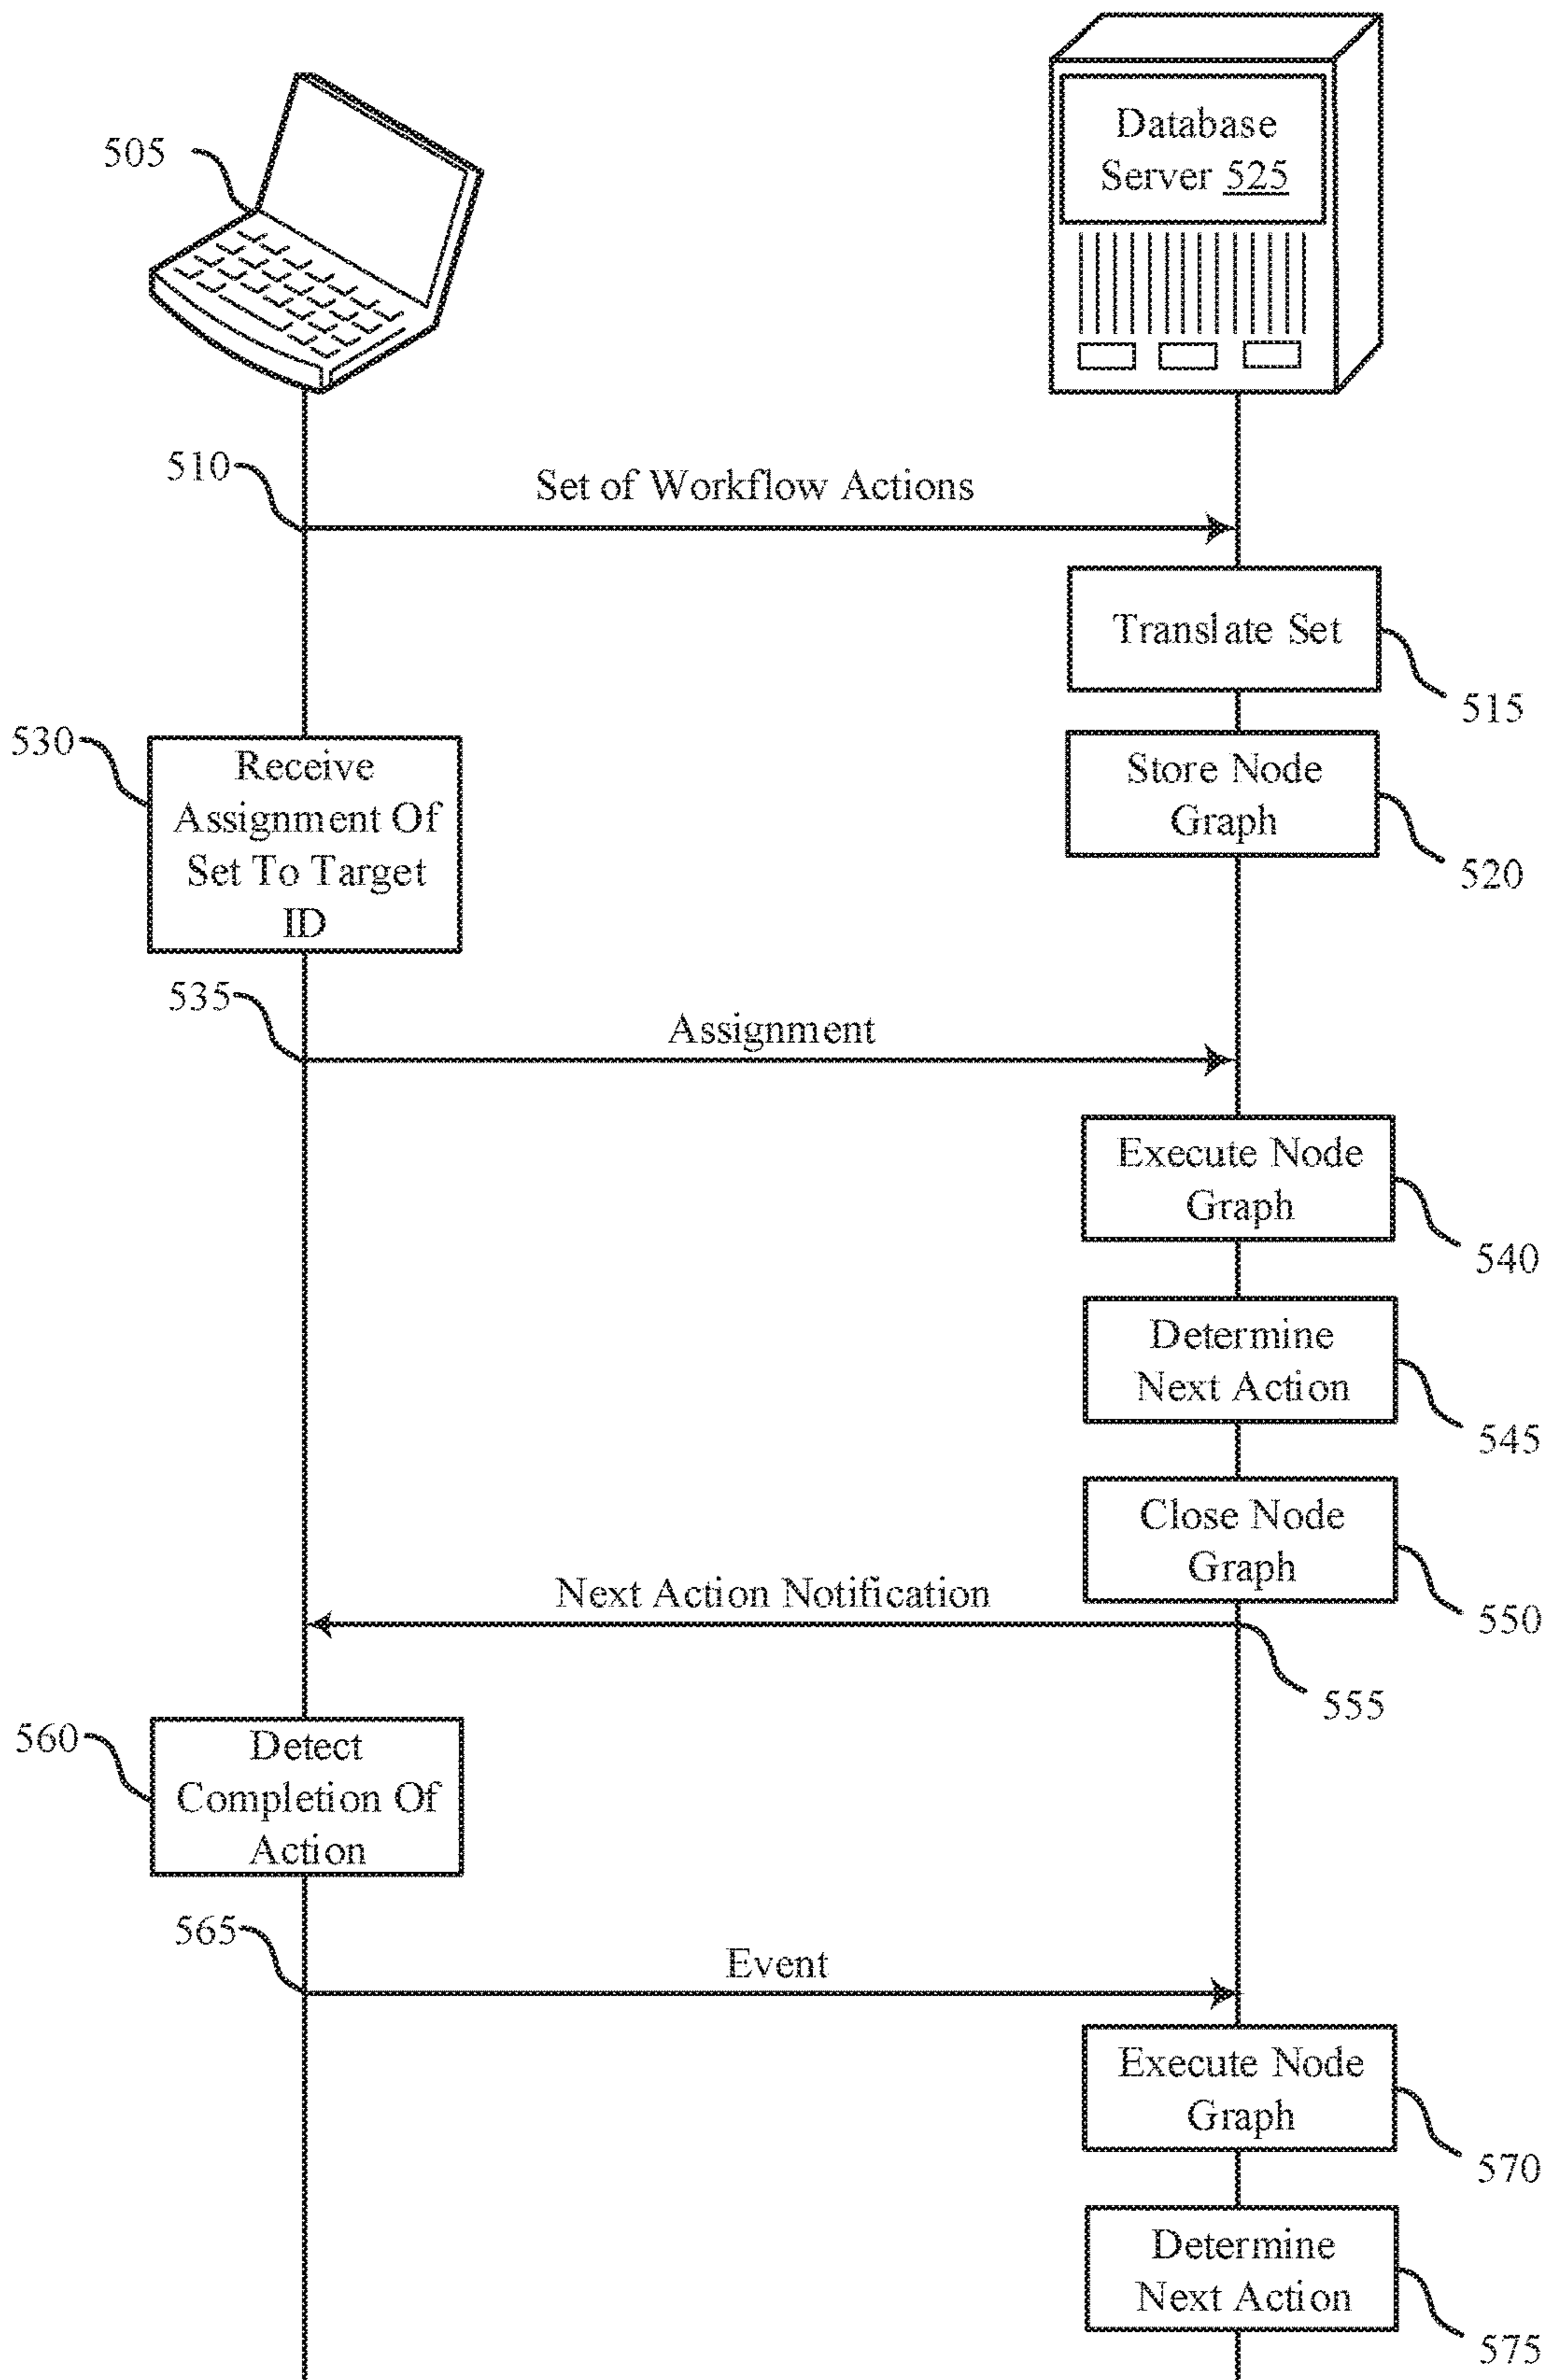 Database
Server 525
505
510
Set of Workflow Actions
Translate Set
515
530
Receive
Assignment Of
Set To Target
ID
Store Node
Graph
520
535
Assignment
Execute Node
Graph
540
Determine
Next Action
545
Close Node
Graph
550
Next Action Notification
555
560
Detect
Completion Of
Action
565
Event
Execute Node
Graph
570
Determine
Next Action
575